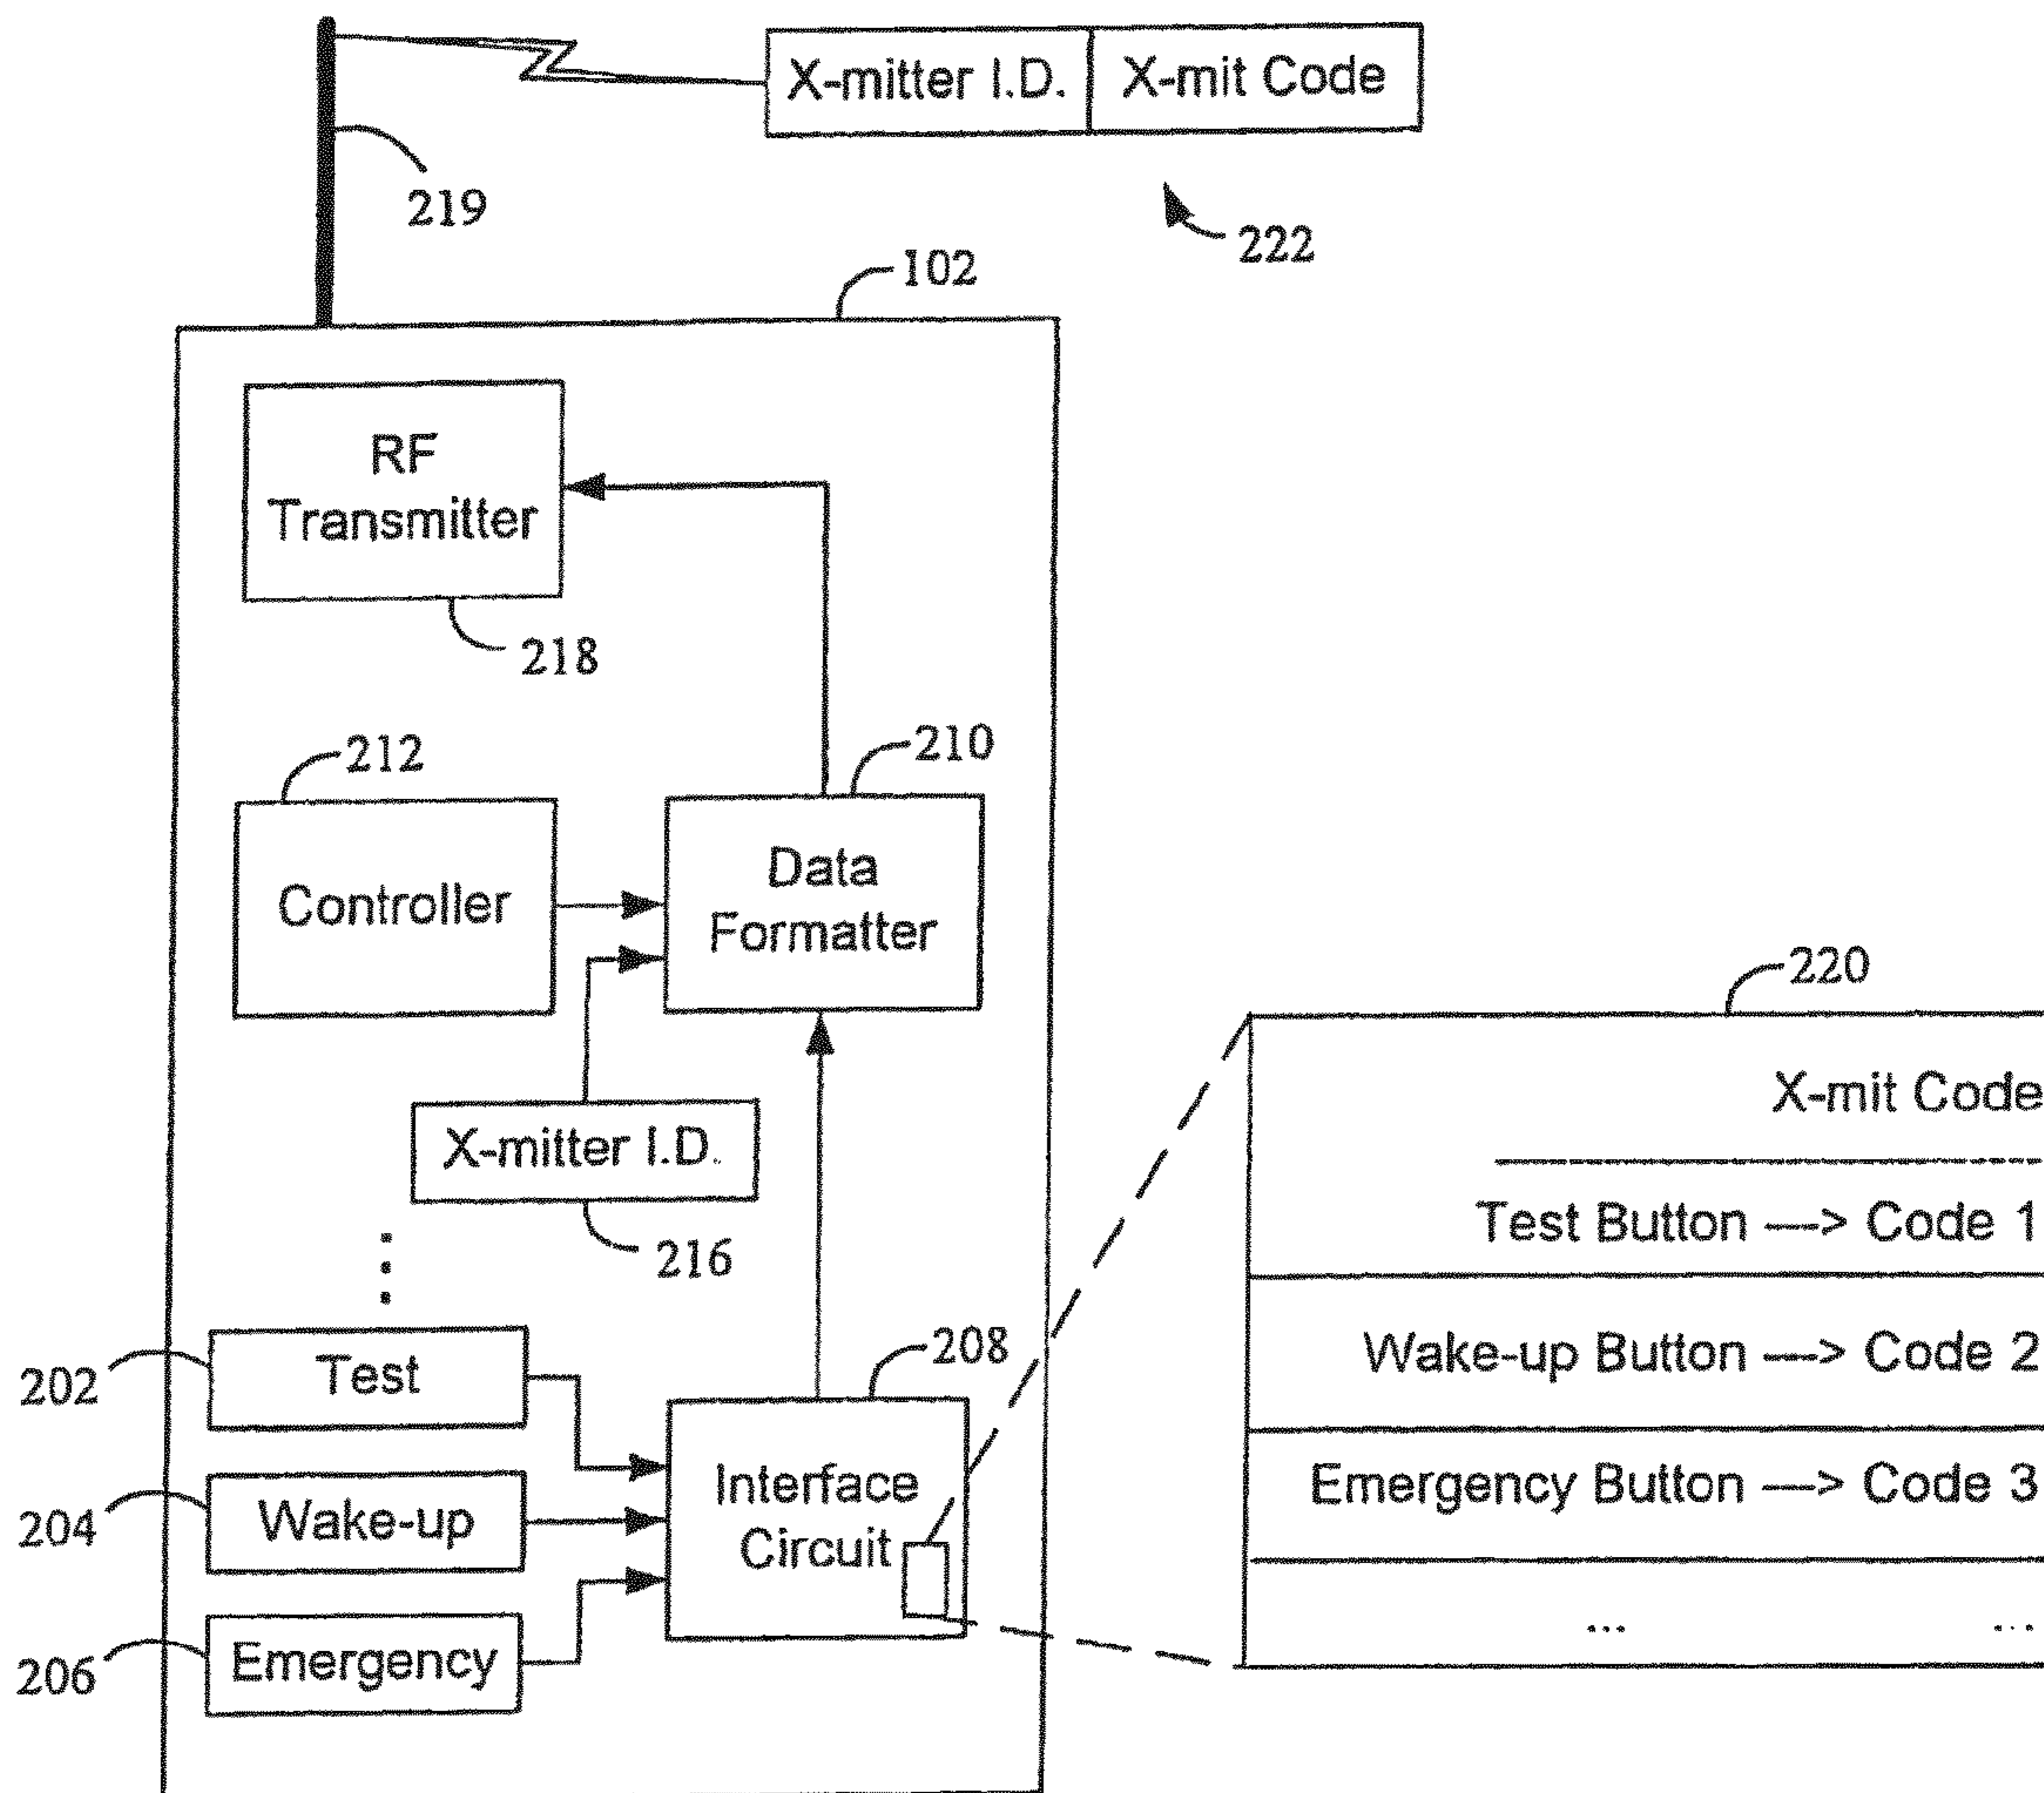 X-mitter I.D. X-mit Code
219
222
102
RF
Transmitter
218
212
210
Controller
Data
Formatter
220
X-mitter I.D.
216
X-mit Code
Test Button —-> Code 1
Wake-up Button —-> Code 2
Emergency Button —-> Code 3
... ...
202
Test
204
Wake-up
206
Emergency
208
Interface
Circuit